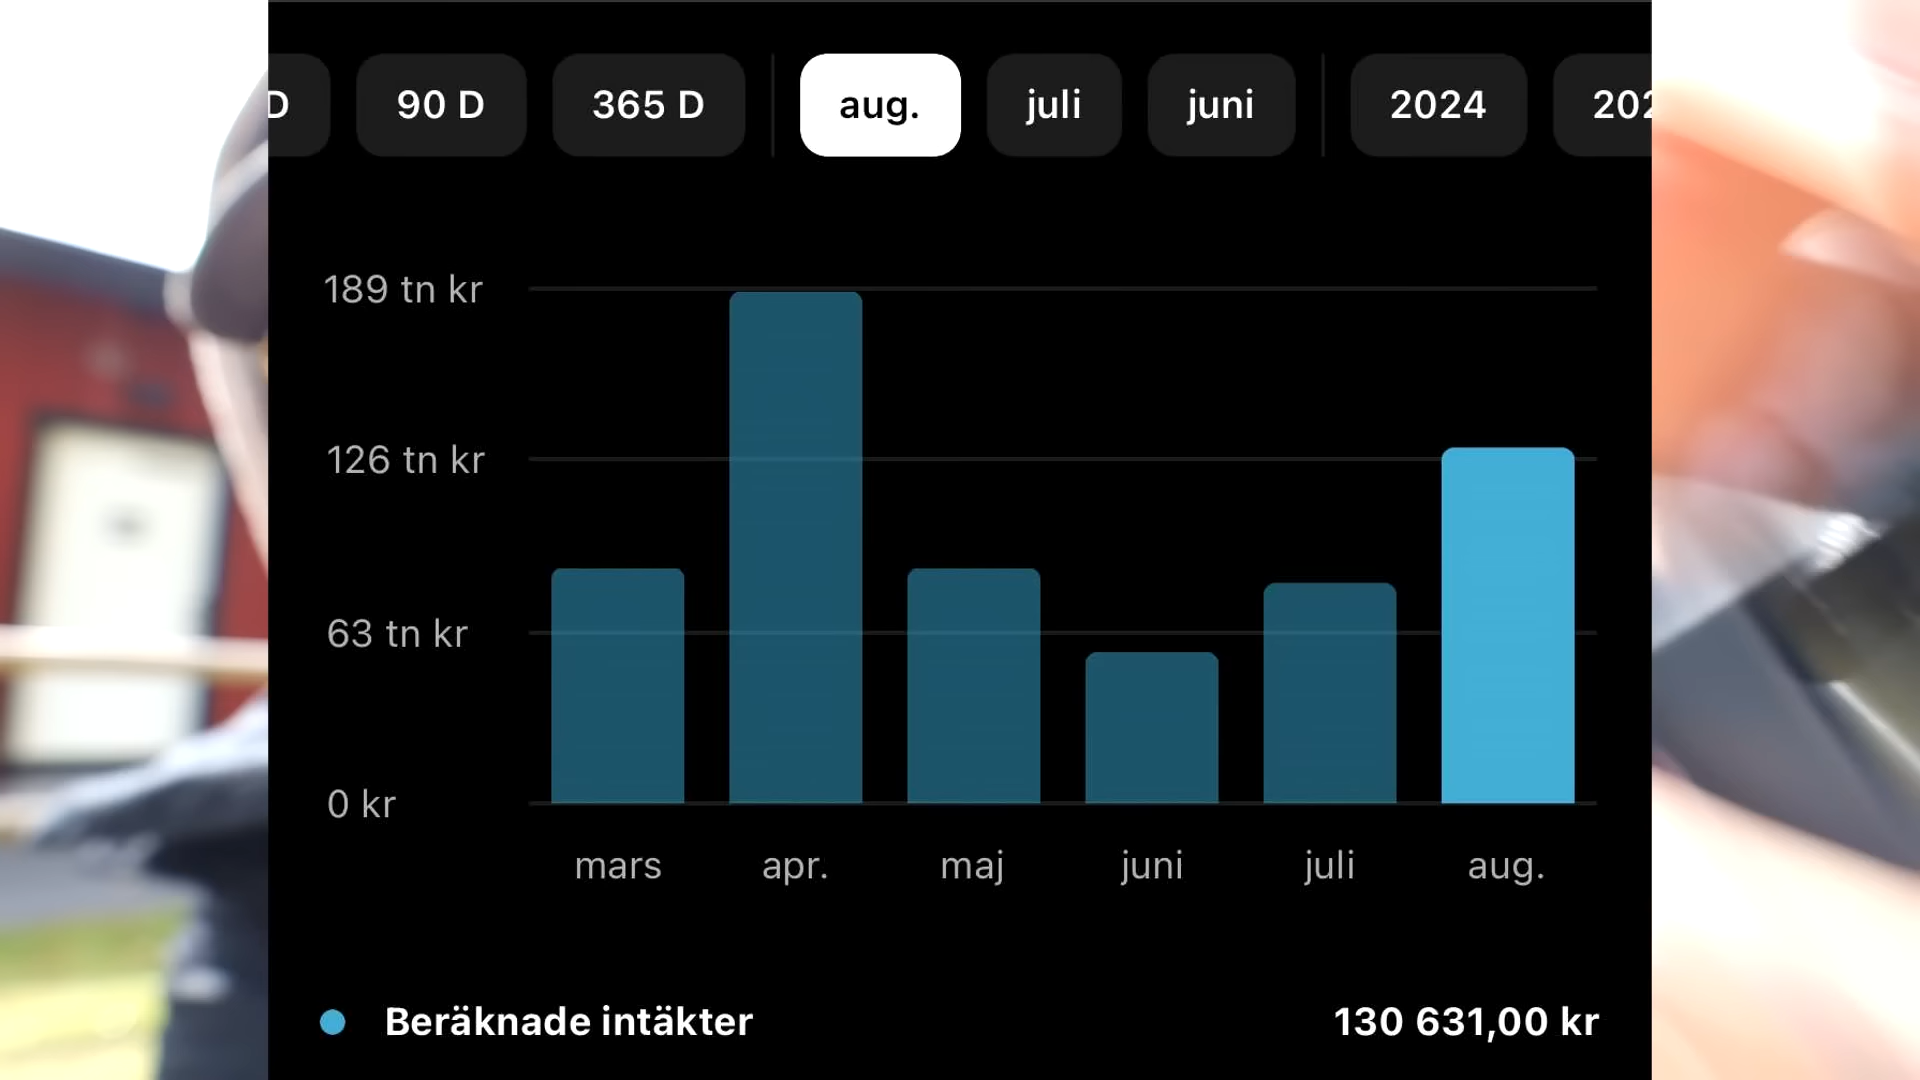 D 90 D 365 D aug. juli juni 2024 202
189 tn kr
126 tn kr
63 tn kr
0 kr
mars apr. maj juni juli aug.
Beräknade intäkter 130 631,00 kr